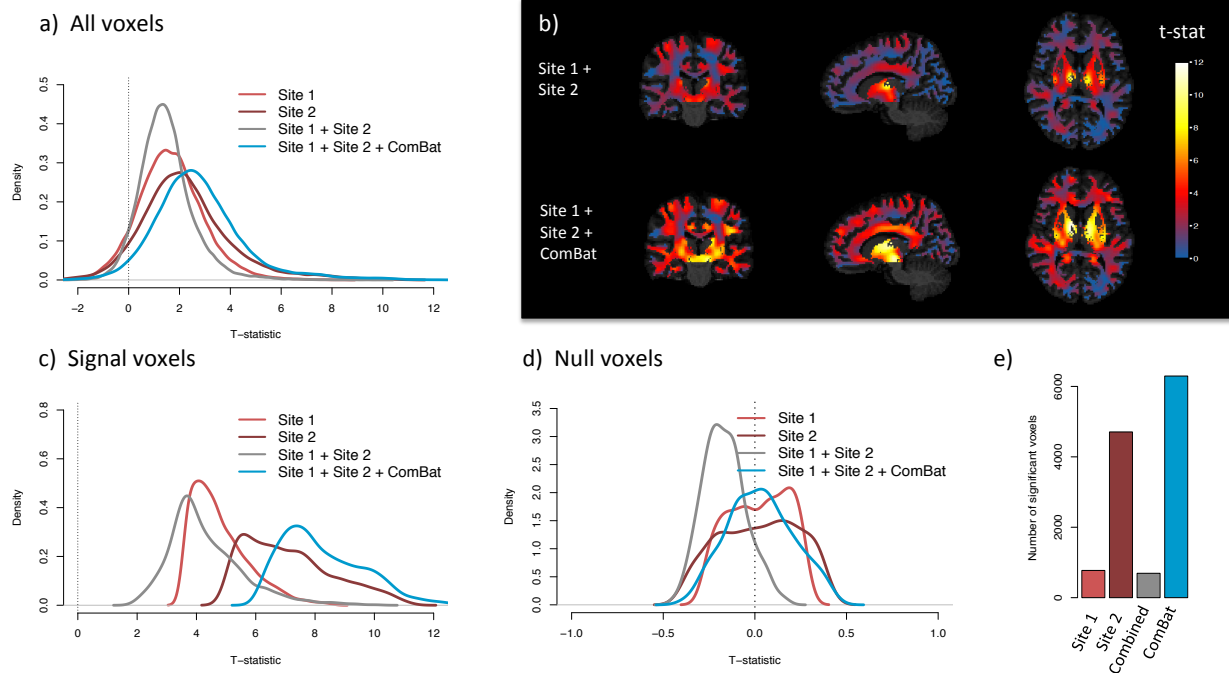 a) All voxels
0.0 0.1 0.2 0.3 0.4 0.5
Density
Site 1
Site 2
Site 1 + Site 2
Site 1 + Site 2 + ComBat
−2 0 2 4 6 8 10 12
T−statistic
b)
t-stat
Site 1 +
Site 2
Site 1 +
Site 2 +
ComBat
12
10
8
6
4
2
0
c) Signal voxels
0.0 0.2 0.4 0.6 0.8
Density
Site 1
Site 2
Site 1 + Site 2
Site 1 + Site 2 + ComBat
0 2 4 6 8 10 12
T−statistic
d) Null voxels
0.0 0.5 1.0 1.5 2.0 2.5 3.0 3.5
Density
Site 1
Site 2
Site 1 + Site 2
Site 1 + Site 2 + ComBat
−1.0 −0.5 0.0 0.5 1.0
T−statistic
e)
Number of significant voxels
0 2000 4000 6000
Site 1
Site 2
Combined
ComBat